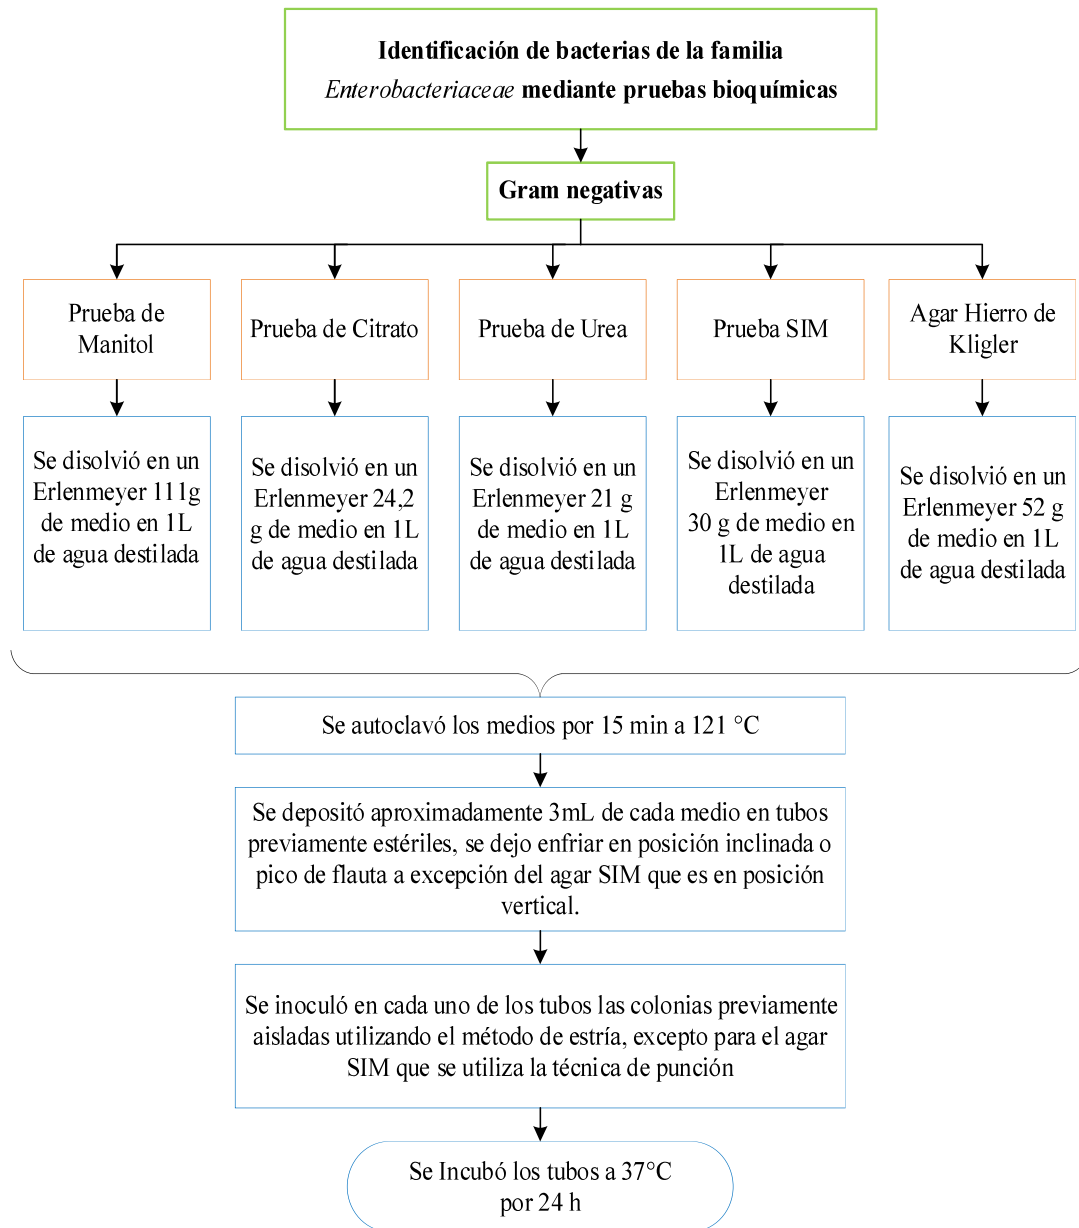 Identificación de bacterias de la familia
Enterobacteriaceae mediante pruebas bioquímicas
Gram negativas
Prueba de
Manitol
Prueba de Citrato
Prueba de Urea
Prueba SIM
Agar Hierro de
Kligler
Se disolvió en un
Erlenmeyer 111g
de medio en 1L
de agua destilada
Se disolvió en un
Erlenmeyer 24,2
g de medio en 1L
de agua destilada
Se disolvió en un
Erlenmeyer 21 g
de medio en 1L
de agua destilada
Se disolvió en un
Erlenmeyer
30 g de medio en
1L de agua
destilada
Se disolvió en un
Erlenmeyer 52 g
de medio en 1L
de agua destilada
Se autoclavó los medios por 15 min a 121 °C
Se depositó aproximadamente 3mL de cada medio en tubos
previamente estériles, se dejo enfriar en posición inclinada o
pico de flauta a excepción del agar SIM que es en posición
vertical.
Se inoculó en cada uno de los tubos las colonias previamente
aisladas utilizando el método de estría, excepto para el agar
SIM que se utiliza la técnica de punción
Se Incubó los tubos a 37°C
por 24 h